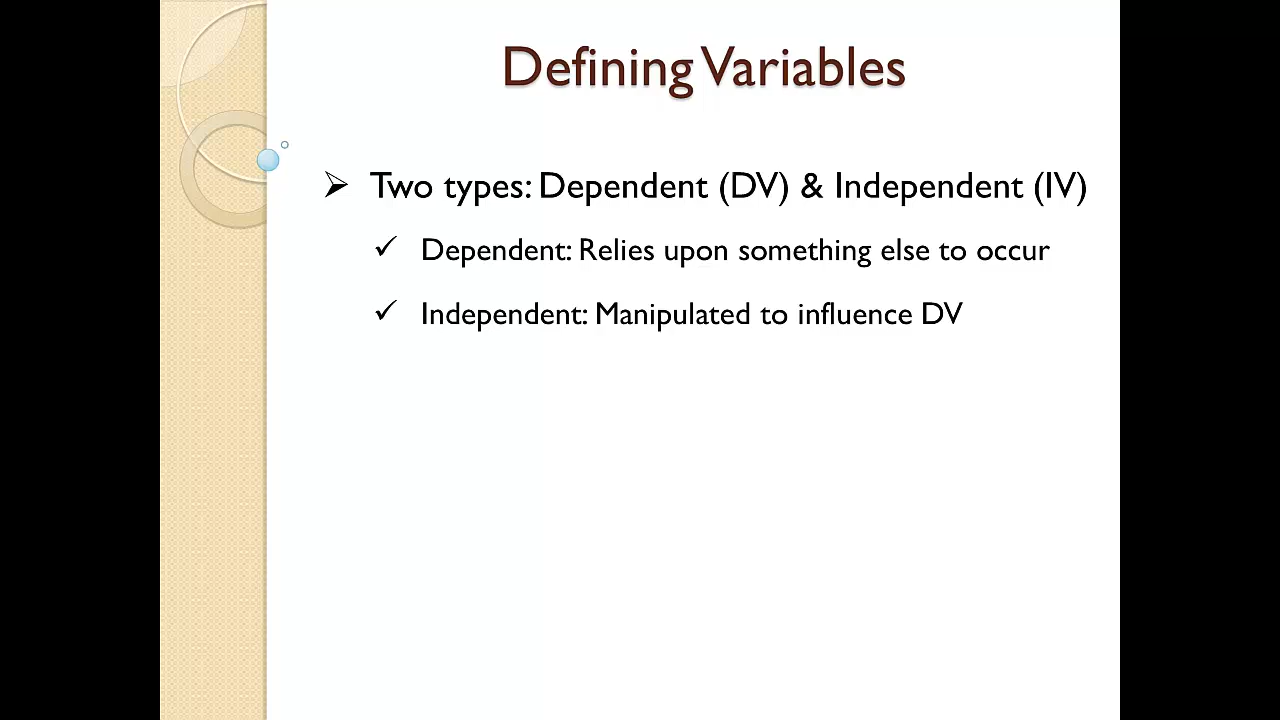 Defining Variables
Two types: Dependent (DV) & Independent (IV)
Dependent: Relies upon something else to occur
Independent: Manipulated to influence DV